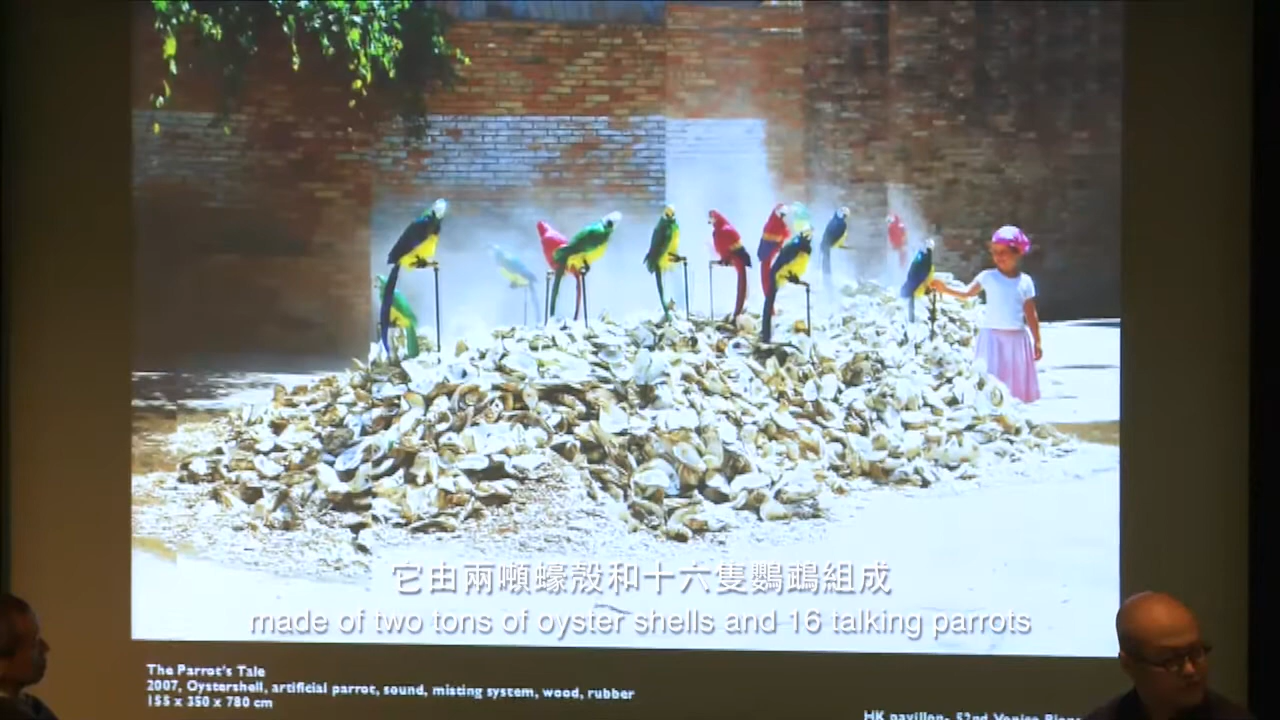 它由兩噸蠔殼和十六隻鸚鵡組成
made of two tons of oyster shells and 16 talking parrots
The Parrot's Tale
2007, Oystershell, artificial parrot, sound, misting system, wood, rubber
155 x 350 x 780 cm
HK pavilion- 52nd Venice